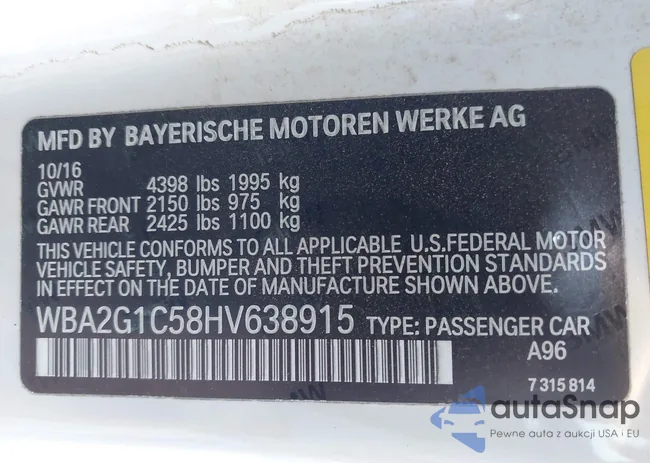 MFD BY BAYERISCHE MOTOREN WERKE AG
10/16
GVWR 4398 lbs 1995 kg
GAWR FRONT 2150 lbs 975 kg
GAWR REAR 2425 lbs 1100 kg
THIS VEHICLE CONFORMS TO ALL APPLICABLE U.S.FEDERAL MOTOR
VEHICLE SAFETY, BUMPER AND THEFT PREVENTION STANDARDS
IN EFFECT ON THE DATE OF MANUFACTURE SHOWN ABOVE.
WBA2G1C58HV638915 TYPE: PASSENGER CAR
A96
7 315 814
autaSnap
Pewne auta z aukcji USA i EU